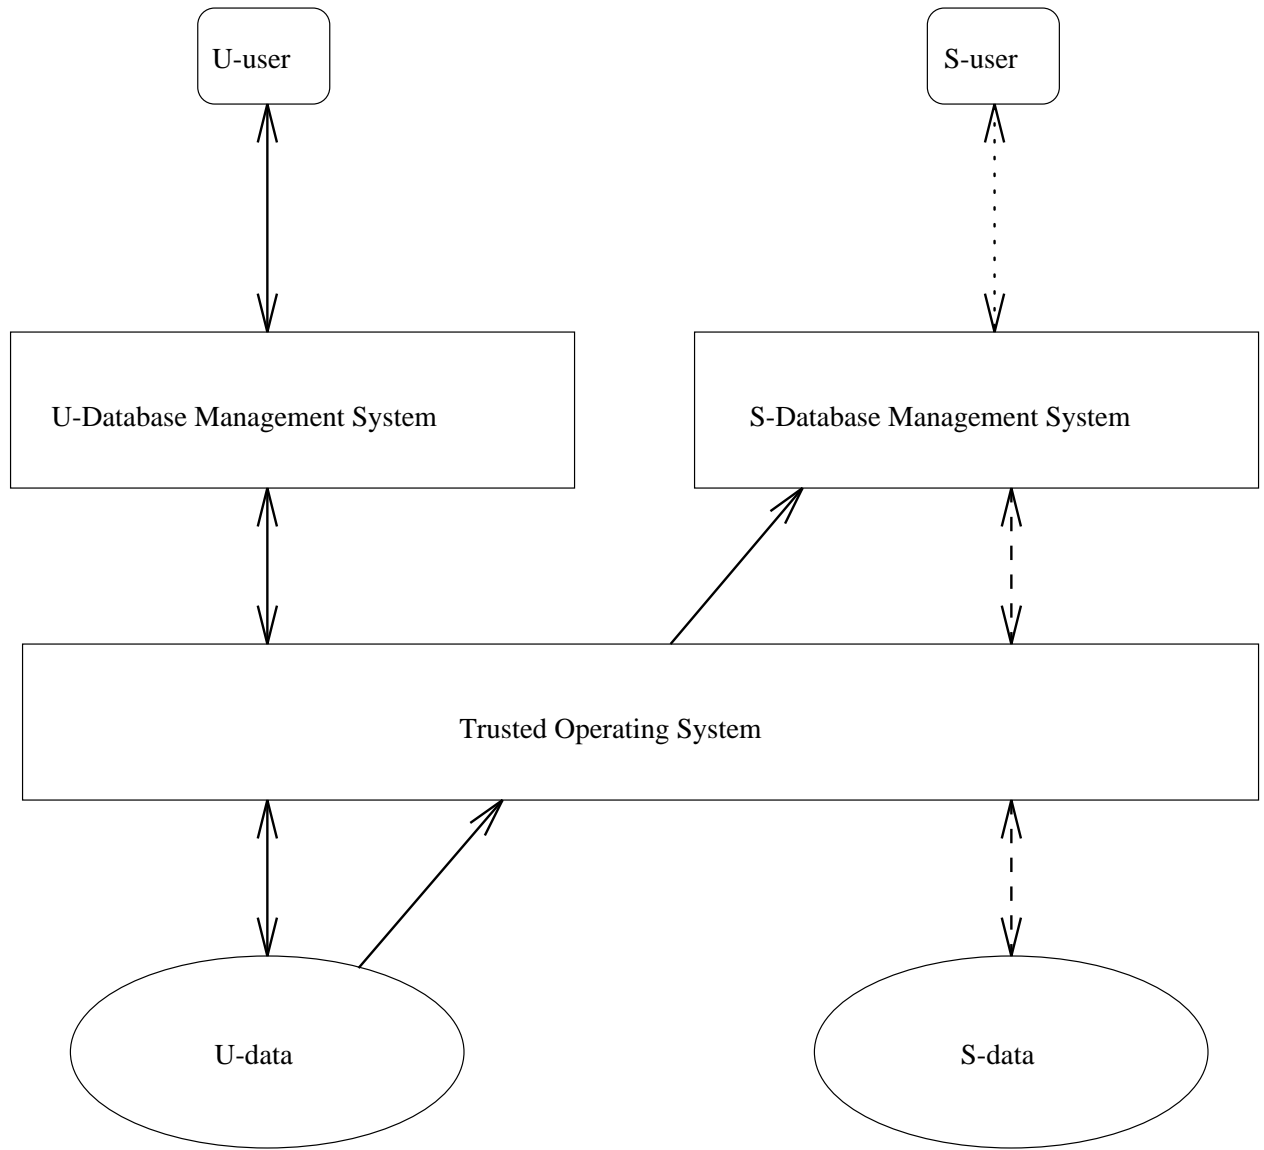 U-user
S-user
U-Database Management System
S-Database Management System
Trusted Operating System
U-data
S-data